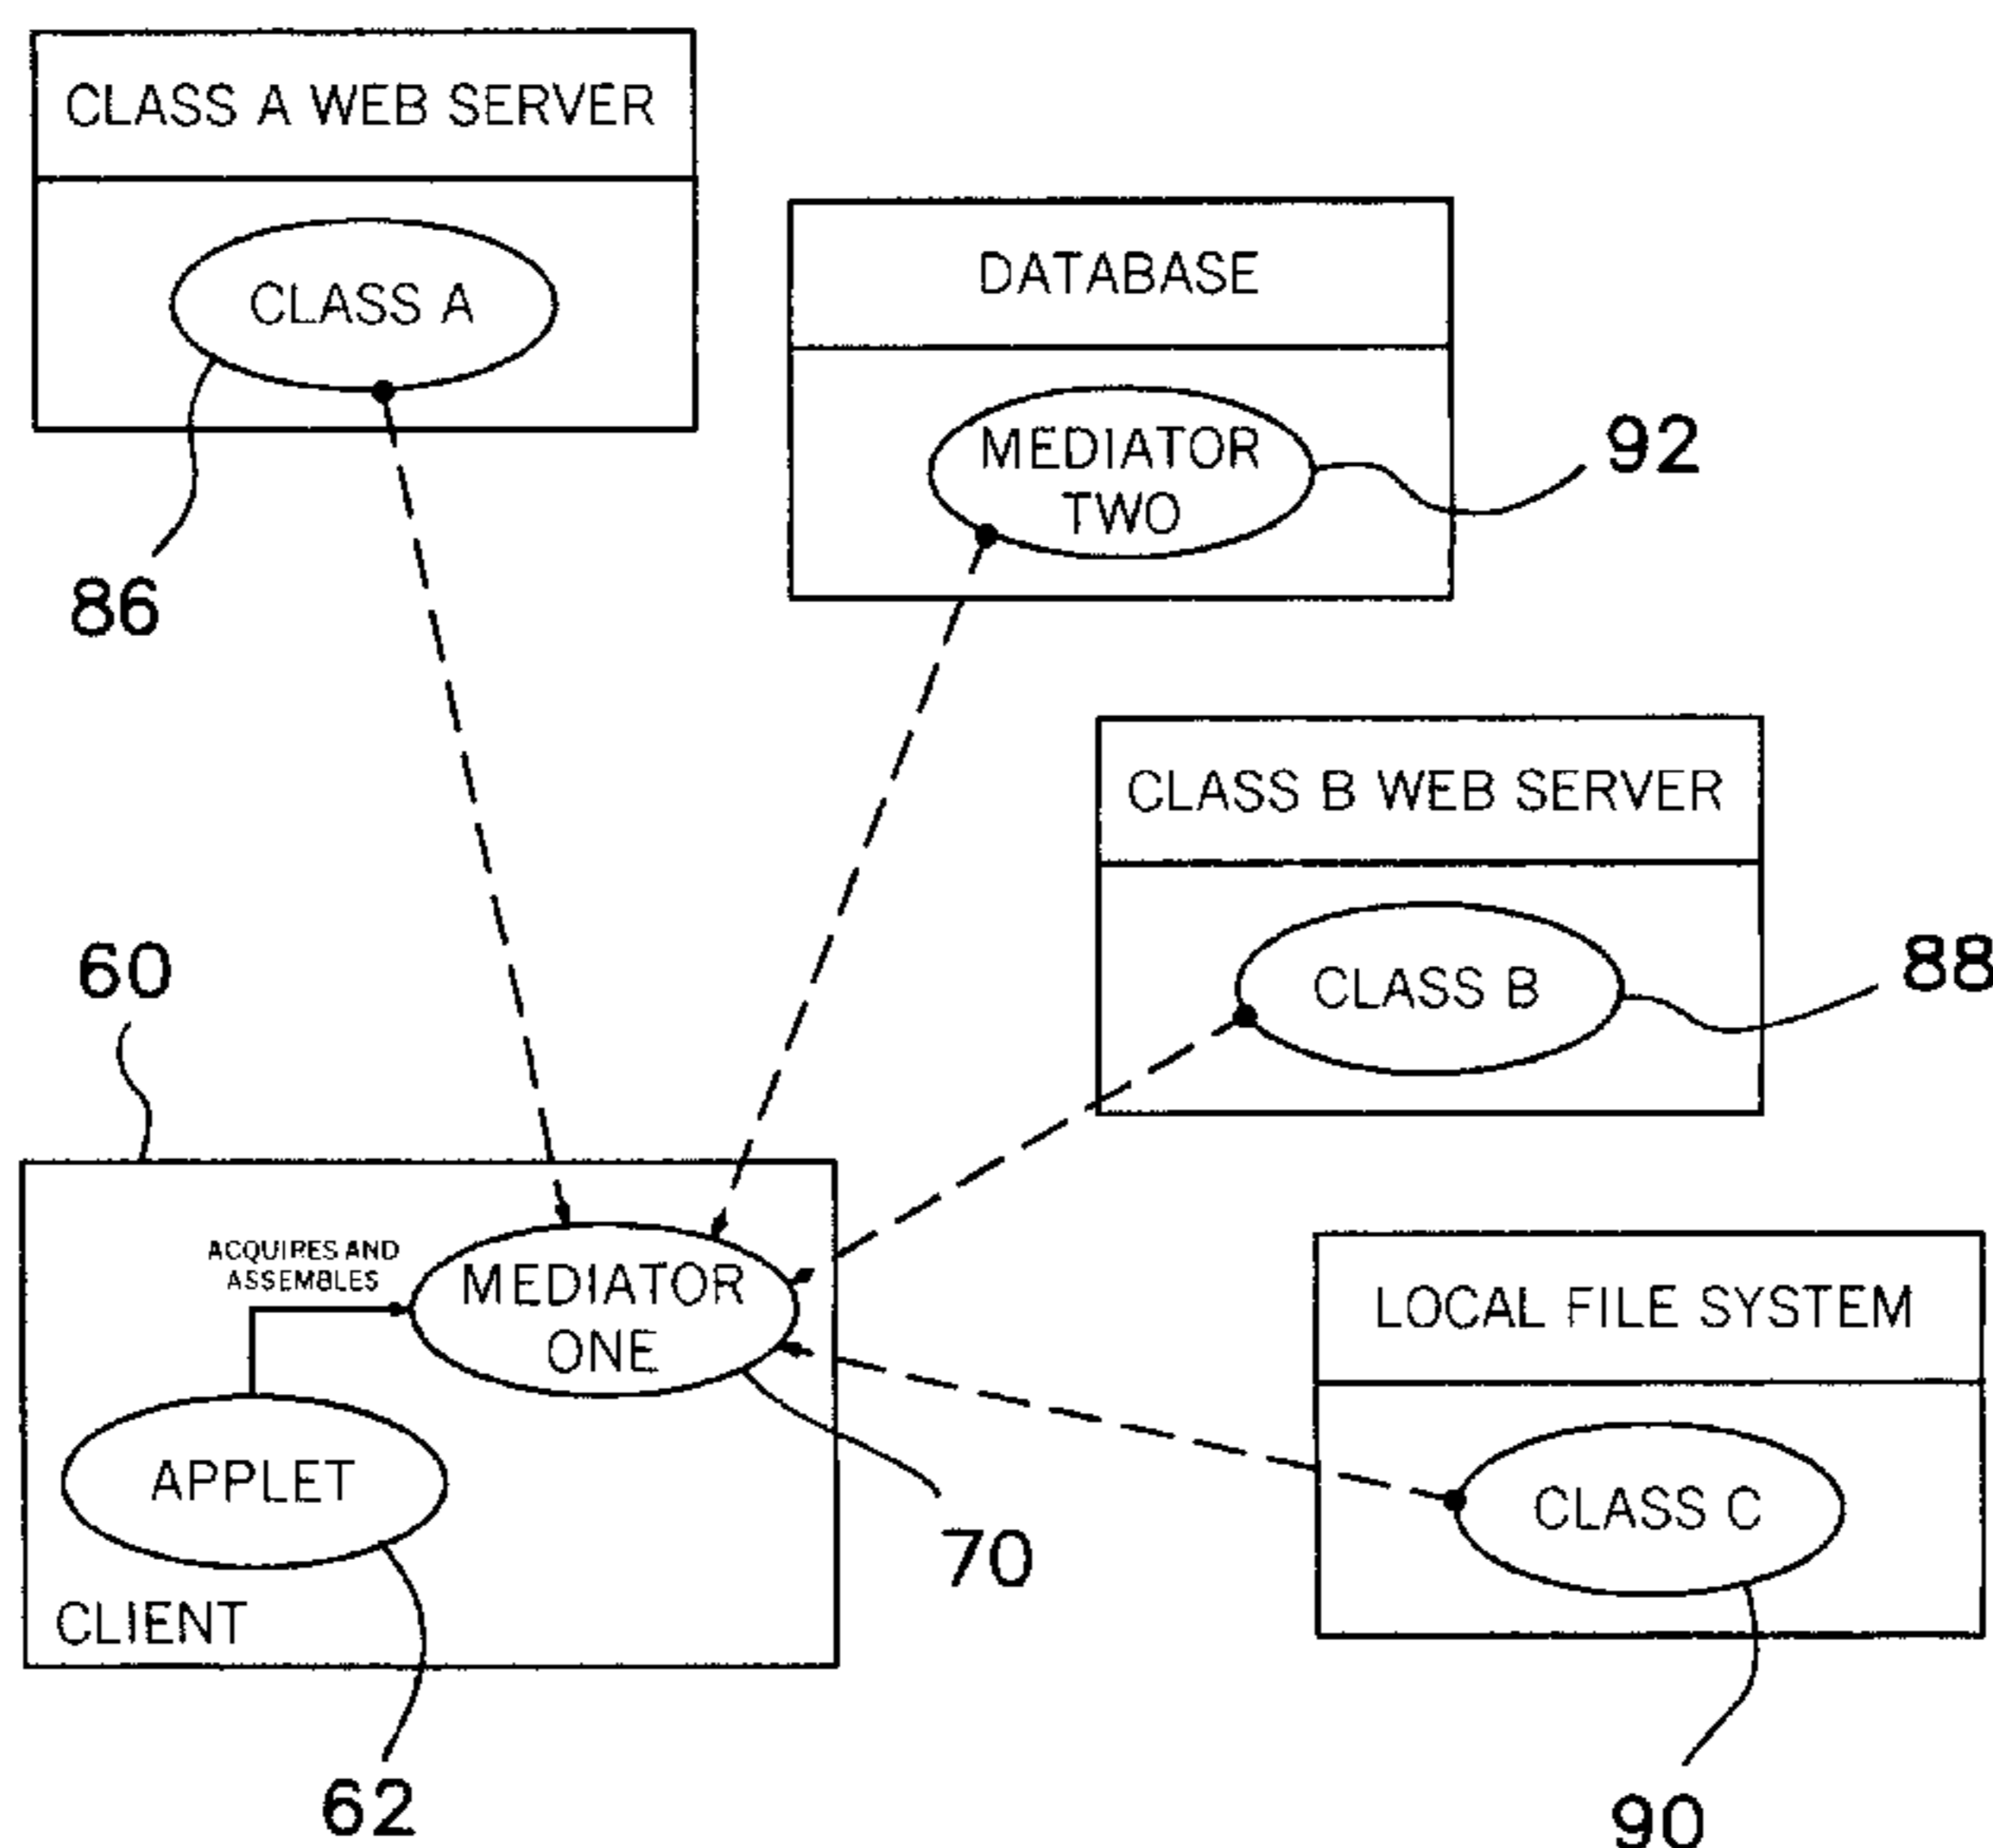 CLASS A WEB SERVER
CLASS A
86
DATABASE
MEDIATOR
TWO
92
CLASS B WEB SERVER
CLASS B
88
60
ACQUIRES AND
ASSEMBLES
MEDIATOR
ONE
APPLET
CLIENT
62
70
LOCAL FILE SYSTEM
CLASS C
90